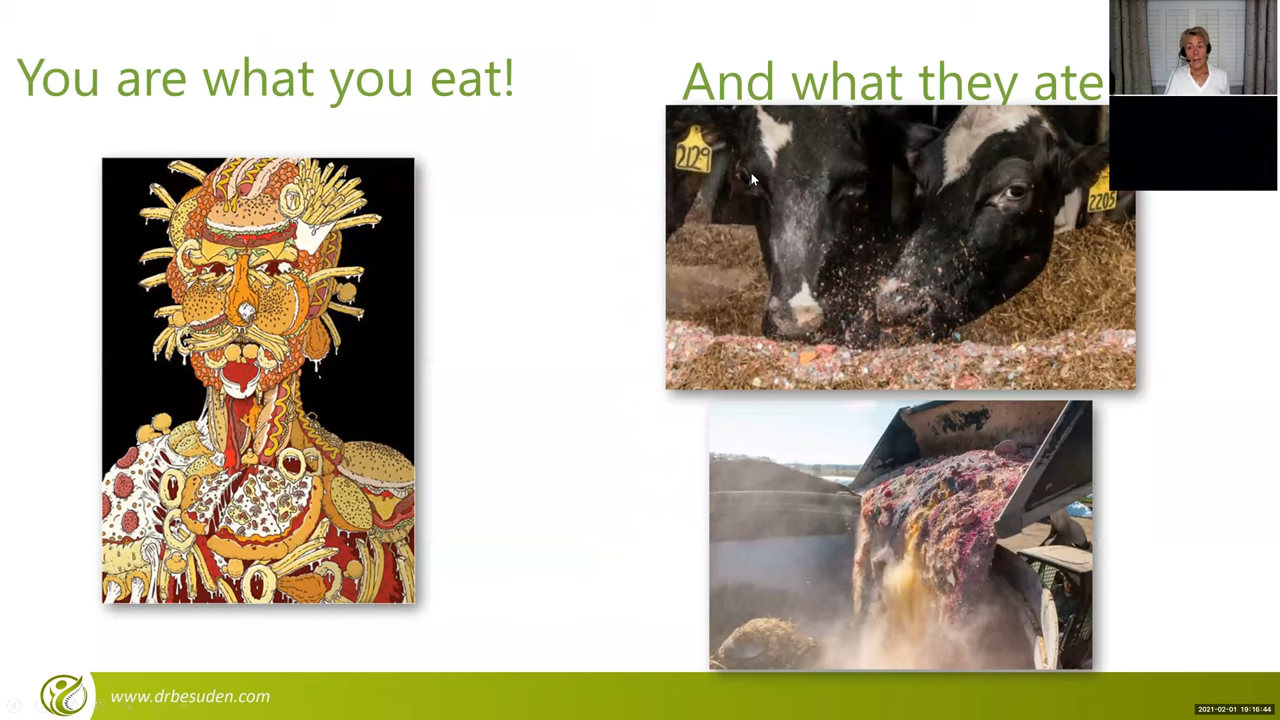 You are what you eat!
And what they ate
2129
2205
www.drbesuden.com
2021-02-01 19:16:44